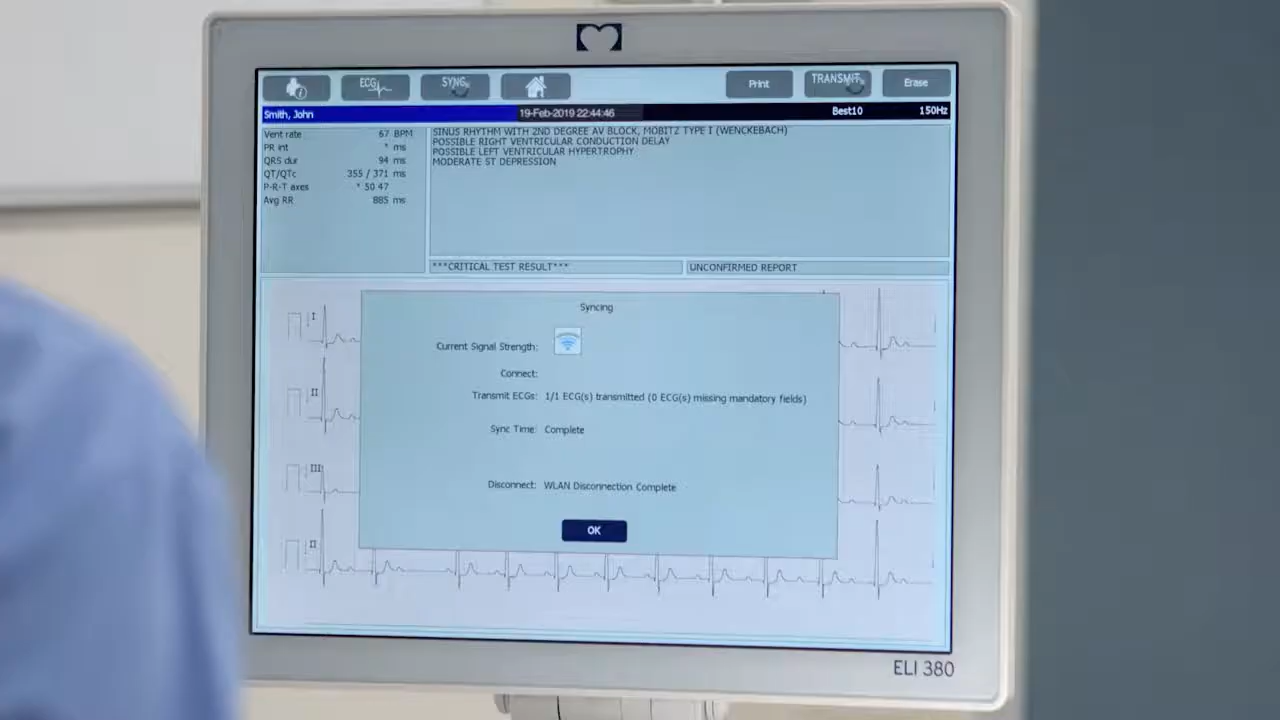 ECG
SYNC
Print
TRANSMIT
Erase
Smith, John
19-Feb-2019 22:44:46
Best10
150Hz
Vent rate 67 BPM
PR int * ms
QRS dur 94 ms
QT/QTc 355 / 371 ms
P-R-T axes * 50 47
Avg RR 885 ms
SINUS RHYTHM WITH 2ND DEGREE AV BLOCK, MOBITZ TYPE I (WENCKEBACH)
POSSIBLE RIGHT VENTRICULAR CONDUCTION DELAY
POSSIBLE LEFT VENTRICULAR HYPERTROPHY
MODERATE ST DEPRESSION
***CRITICAL TEST RESULT***
UNCONFIRMED REPORT
Syncing
Current Signal Strength:
Connect:
Transmit ECGs: 1/1 ECG(s) transmitted (0 ECG(s) missing mandatory fields)
Sync Time: Complete
Disconnect: WLAN Disconnection Complete
OK
I
II
III
II
ELI 380